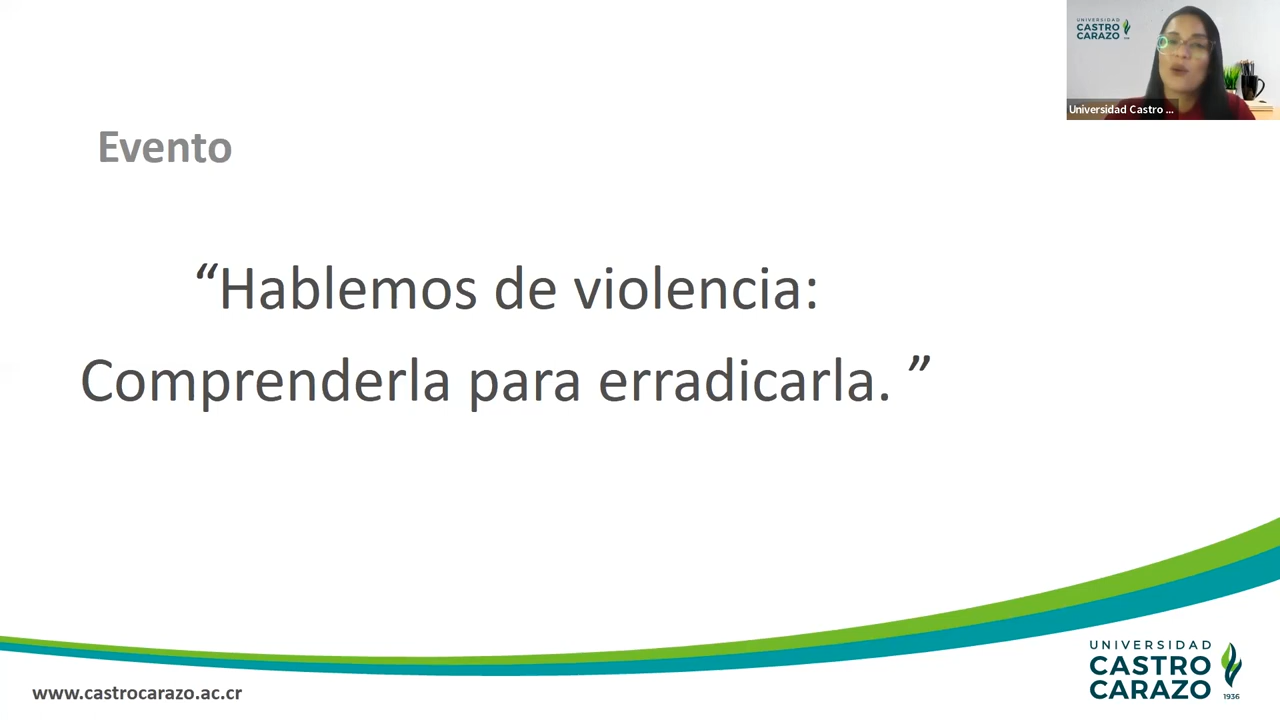 UNIVERSIDAD
CASTRO
CARAZO
Universidad Castro ...
Evento
“Hablemos de violencia:
Comprenderla para erradicarla. ”
www.castrocarazo.ac.cr
UNIVERSIDAD
CASTRO
CARAZO
1936